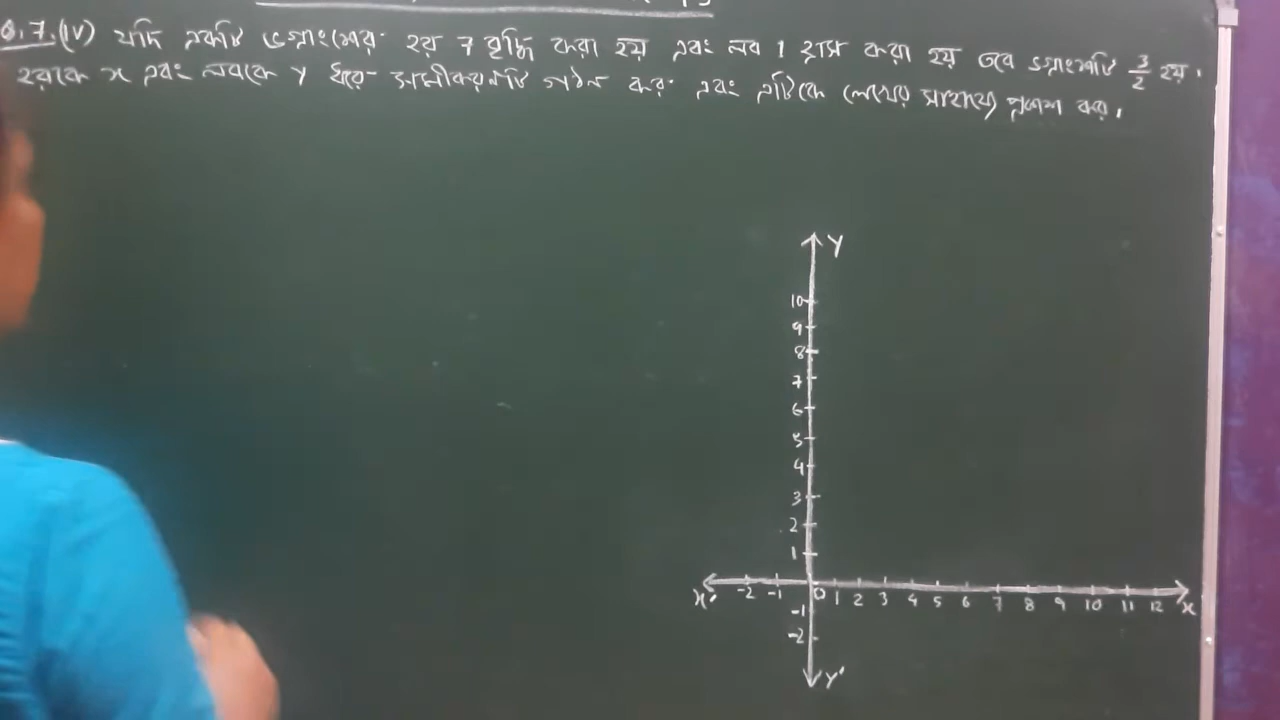 Q.7.(iv) যদি একটি ভগ্নাংশের হর 7 বৃদ্ধি করা হয় এবং লব 1 হ্রাস করা হয় তবে ভগ্নাংশটি 3/2 হয়।
হরকে x এবং লবকে y ধরে সমীকরণটি গঠন কর এবং এটিকে লেখের সাহায্যে প্রকাশ কর।
Y
10
9
8
7
6
5
4
3
2
1
X' -2 -1 0 1 2 3 4 5 6 7 8 9 10 11 12 X
-1
-2
Y'